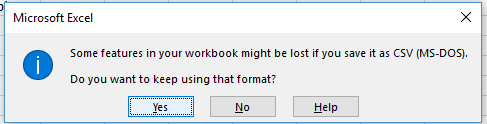 Microsoft Excel
Some features in your workbook might be lost if you save it as CSV (MS-DOS).
Do you want to keep using that format?
Yes
No
Help